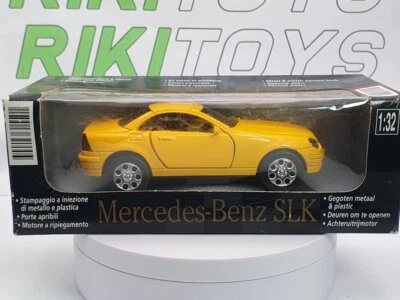 RIKITOYS
RIKITOYS
1:32
Mercedes-Benz SLK
• Stampaggio a iniezione
di metallo e plastica
• Porte apribili
• Motore a ripiegamento
• Gegoten metaal
& plastic
• Deuren om te openen
• Achteruitrijmotor